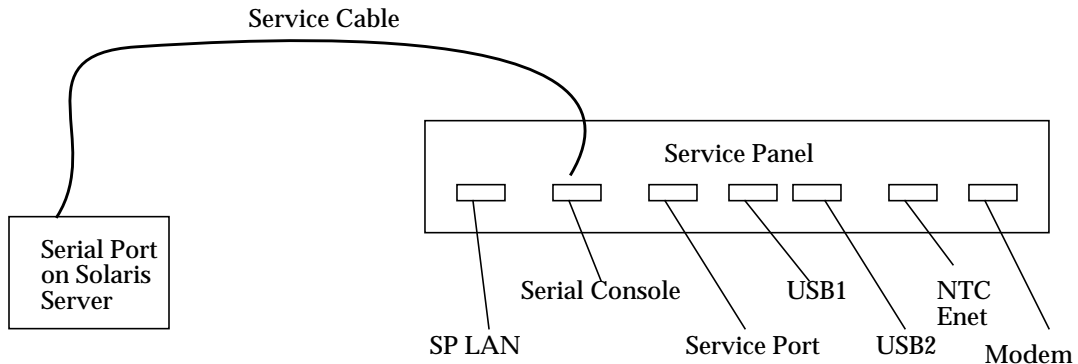 Service Cable
Service Panel
Serial Port
on Solaris
Server
Serial Console
USB1
NTC
Enet
SP LAN
Service Port
USB2
Modem